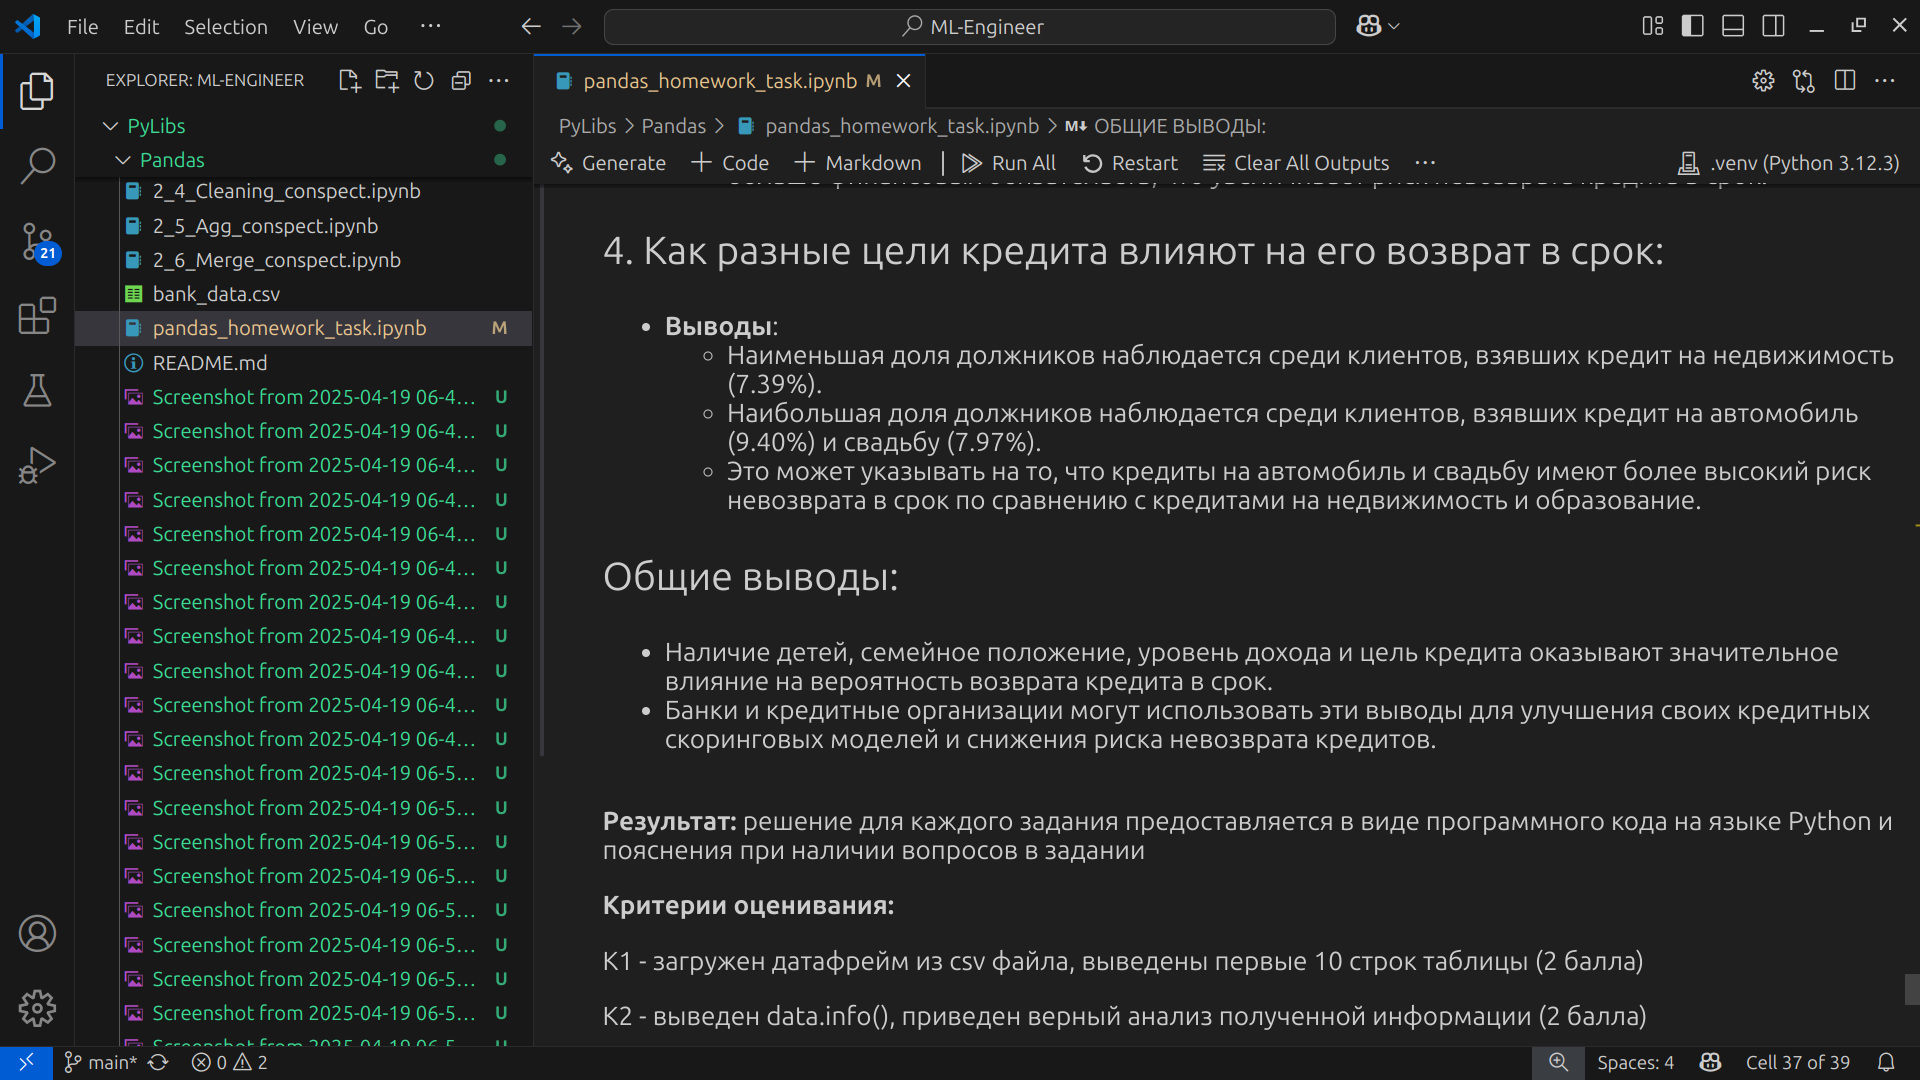 File Edit Selection View Go ···
ML-Engineer
EXPLORER: ML-ENGINEER
PyLibs
Pandas
2_4_Cleaning_conspect.ipynb
2_5_Agg_conspect.ipynb
2_6_Merge_conspect.ipynb
bank_data.csv
pandas_homework_task.ipynb M
README.md
Screenshot from 2025-04-19 06-4... U
Screenshot from 2025-04-19 06-4... U
Screenshot from 2025-04-19 06-4... U
Screenshot from 2025-04-19 06-4... U
Screenshot from 2025-04-19 06-4... U
Screenshot from 2025-04-19 06-4... U
Screenshot from 2025-04-19 06-4... U
Screenshot from 2025-04-19 06-4... U
Screenshot from 2025-04-19 06-4... U
Screenshot from 2025-04-19 06-4... U
Screenshot from 2025-04-19 06-4... U
Screenshot from 2025-04-19 06-5... U
Screenshot from 2025-04-19 06-5... U
Screenshot from 2025-04-19 06-5... U
Screenshot from 2025-04-19 06-5... U
Screenshot from 2025-04-19 06-5... U
Screenshot from 2025-04-19 06-5... U
Screenshot from 2025-04-19 06-5... U
Screenshot from 2025-04-19 06-5... U
21
pandas_homework_task.ipynb M
PyLibs > Pandas > pandas_homework_task.ipynb > M↓ ОБЩИЕ ВЫВОДЫ:
Generate + Code + Markdown | Run All Restart Clear All Outputs ··· .venv (Python 3.12.3)
4. Как разные цели кредита влияют на его возврат в срок:
• Выводы:
◦ Наименьшая доля должников наблюдается среди клиентов, взявших кредит на недвижимость
(7.39%).
◦ Наибольшая доля должников наблюдается среди клиентов, взявших кредит на автомобиль
(9.40%) и свадьбу (7.97%).
◦ Это может указывать на то, что кредиты на автомобиль и свадьбу имеют более высокий риск
невозврата в срок по сравнению с кредитами на недвижимость и образование.
Общие выводы:
• Наличие детей, семейное положение, уровень дохода и цель кредита оказывают значительное
влияние на вероятность возврата кредита в срок.
• Банки и кредитные организации могут использовать эти выводы для улучшения своих кредитных
скоринговых моделей и снижения риска невозврата кредитов.
Результат: решение для каждого задания предоставляется в виде программного кода на языке Python и
пояснения при наличии вопросов в задании
Критерии оценивания:
К1 - загружен датафрейм из csv файла, выведены первые 10 строк таблицы (2 балла)
К2 - выведен data.info(), приведен верный анализ полученной информации (2 балла)
main* 0 2
Spaces: 4 Cell 37 of 39